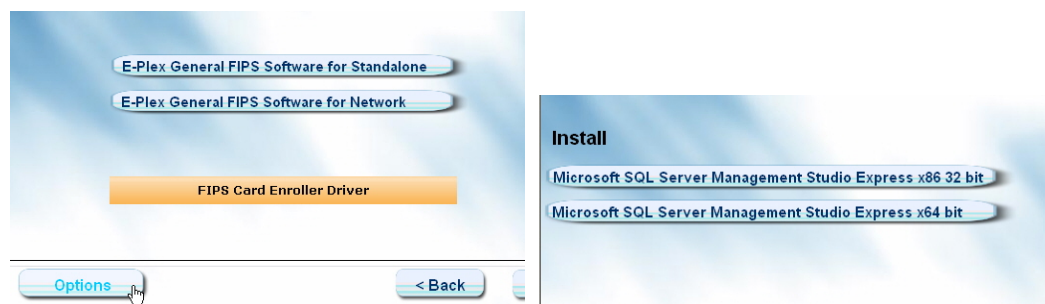 E-Plex General FIPS Software for Standalone
E-Plex General FIPS Software for Network
FIPS Card Enroller Driver
Options
< Back
Install
Microsoft SQL Server Management Studio Express x86 32 bit
Microsoft SQL Server Management Studio Express x64 bit